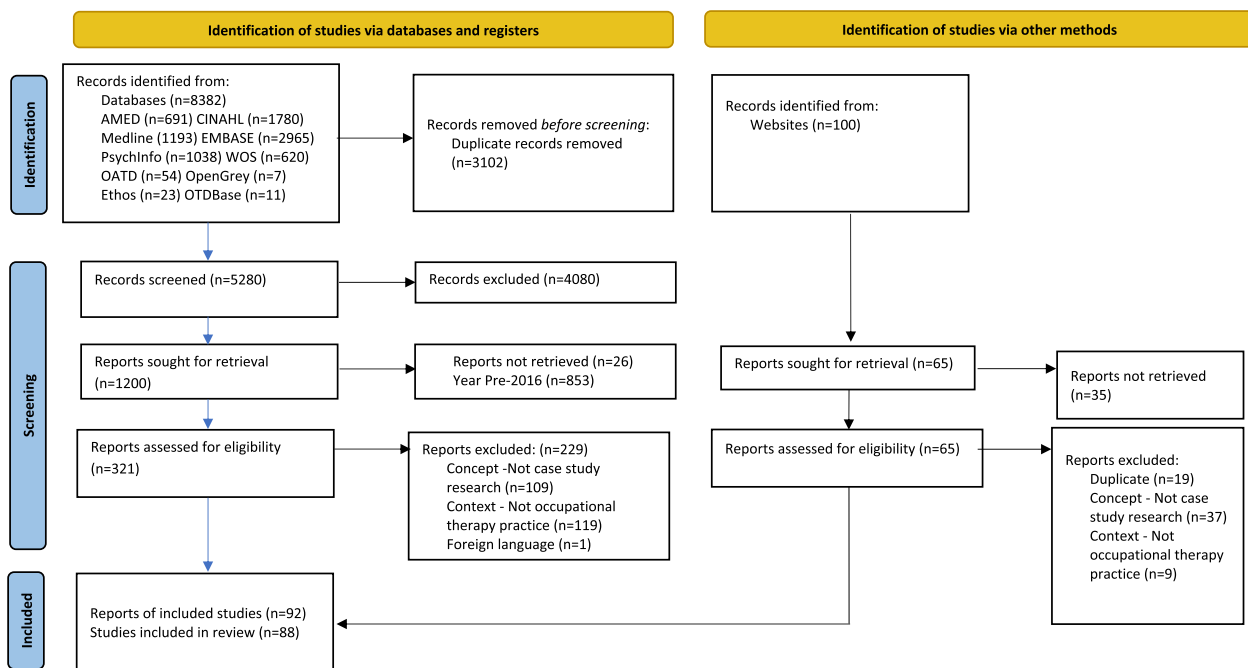 Identification of studies via databases and registers
Identification of studies via other methods
Identification
Records identified from:
Databases (n=8382)
AMED (n=691) CINAHL (n=1780)
Medline (1193) EMBASE (n=2965)
PsychInfo (n=1038) WOS (n=620)
OATD (n=54) OpenGrey (n=7)
Ethos (n=23) OTDBase (n=11)
Records removed before screening:
Duplicate records removed
(n=3102)
Records identified from:
Websites (n=100)
Screening
Records screened (n=5280)
Records excluded (n=4080)
Reports sought for retrieval
(n=1200)
Reports not retrieved (n=26)
Year Pre-2016 (n=853)
Reports sought for retrieval (n=65)
Reports not retrieved
(n=35)
Reports assessed for eligibility
(n=321)
Reports excluded: (n=229)
Concept -Not case study
research (n=109)
Context - Not occupational
therapy practice (n=119)
Foreign language (n=1)
Reports assessed for eligibility (n=65)
Reports excluded:
Duplicate (n=19)
Concept - Not case
study research (n=37)
Context - Not
occupational therapy
practice (n=9)
Included
Reports of included studies (n=92)
Studies included in review (n=88)